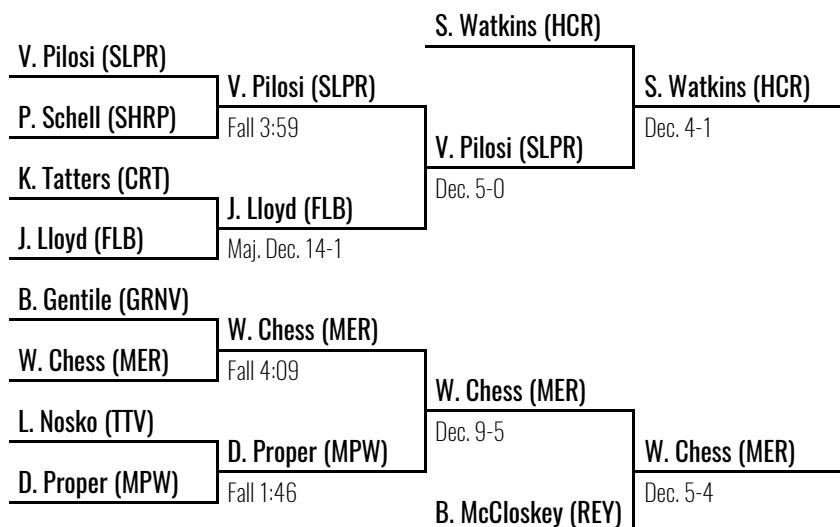 V. Pilosi (SLPR)
P. Schell (SHRP)
K. Tatters (CRT)
J. Lloyd (FLB)
B. Gentile (GRNV)
W. Chess (MER)
L. Nosko (TTV)
D. Proper (MPW)
V. Pilosi (SLPR)
Fall 3:59
J. Lloyd (FLB)
Maj. Dec. 14-1
W. Chess (MER)
Fall 4:09
D. Proper (MPW)
Fall 1:46
S. Watkins (HCR)
V. Pilosi (SLPR)
Dec. 5-0
W. Chess (MER)
Dec. 9-5
B. McCloskey (REY)
S. Watkins (HCR)
Dec. 4-1
W. Chess (MER)
Dec. 5-4